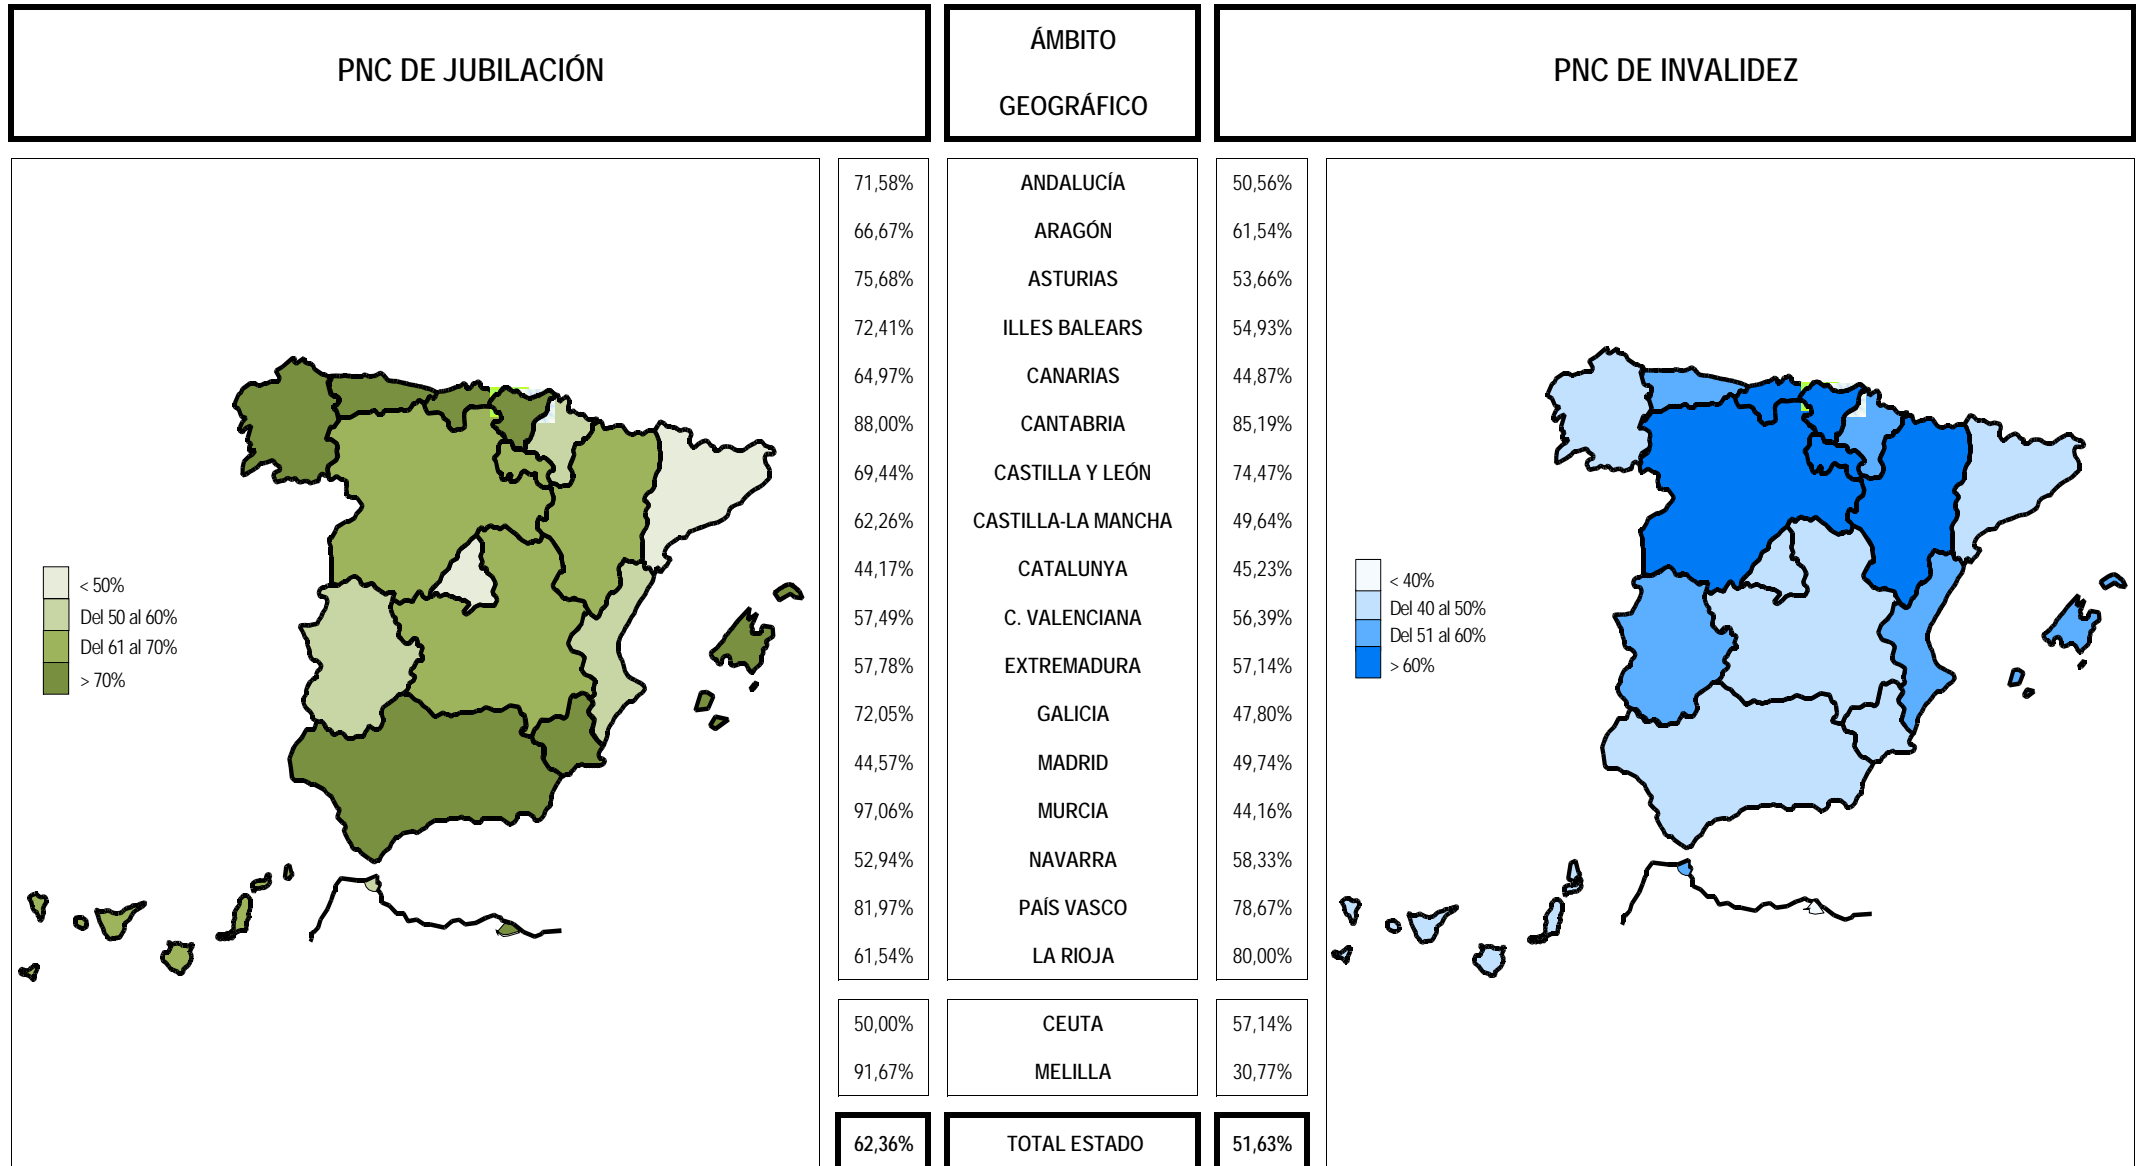 PNC DE JUBILACIÓN
ÁMBITO
GEOGRÁFICO
PNC DE INVALIDEZ
71,58% ANDALUCÍA 50,56%
66,67% ARAGÓN 61,54%
75,68% ASTURIAS 53,66%
72,41% ILLES BALEARS 54,93%
64,97% CANARIAS 44,87%
88,00% CANTABRIA 85,19%
69,44% CASTILLA Y LEÓN 74,47%
62,26% CASTILLA-LA MANCHA 49,64%
44,17% CATALUNYA 45,23%
57,49% C. VALENCIANA 56,39%
57,78% EXTREMADURA 57,14%
72,05% GALICIA 47,80%
44,57% MADRID 49,74%
97,06% MURCIA 44,16%
52,94% NAVARRA 58,33%
81,97% PAÍS VASCO 78,67%
61,54% LA RIOJA 80,00%
50,00% CEUTA 57,14%
91,67% MELILLA 30,77%
62,36% TOTAL ESTADO 51,63%
< 50%
Del 50 al 60%
Del 61 al 70%
> 70%
< 40%
Del 40 al 50%
Del 51 al 60%
> 60%